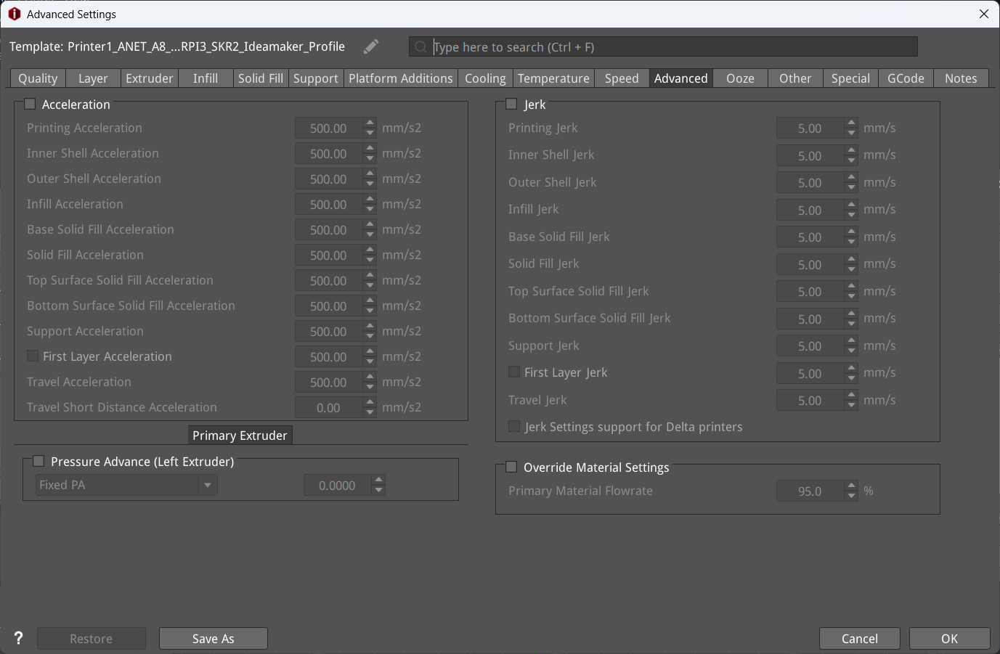 Advanced Settings
Template: Printer1_ANET_A8_...RPI3_SKR2_Ideamaker_Profile
Type here to search (Ctrl + F)
Quality Layer Extruder Infill Solid Fill Support Platform Additions Cooling Temperature Speed Advanced Ooze Other Special GCode Notes
Acceleration
Printing Acceleration 500.00 mm/s2
Inner Shell Acceleration 500.00 mm/s2
Outer Shell Acceleration 500.00 mm/s2
Infill Acceleration 500.00 mm/s2
Base Solid Fill Acceleration 500.00 mm/s2
Solid Fill Acceleration 500.00 mm/s2
Top Surface Solid Fill Acceleration 500.00 mm/s2
Bottom Surface Solid Fill Acceleration 500.00 mm/s2
Support Acceleration 500.00 mm/s2
First Layer Acceleration 500.00 mm/s2
Travel Acceleration 500.00 mm/s2
Travel Short Distance Acceleration 0.00 mm/s2
Primary Extruder
Pressure Advance (Left Extruder)
Fixed PA 0.0000
Jerk
Printing Jerk 5.00 mm/s
Inner Shell Jerk 5.00 mm/s
Outer Shell Jerk 5.00 mm/s
Infill Jerk 5.00 mm/s
Base Solid Fill Jerk 5.00 mm/s
Solid Fill Jerk 5.00 mm/s
Top Surface Solid Fill Jerk 5.00 mm/s
Bottom Surface Solid Fill Jerk 5.00 mm/s
Support Jerk 5.00 mm/s
First Layer Jerk 5.00 mm/s
Travel Jerk 5.00 mm/s
Jerk Settings support for Delta printers
Override Material Settings
Primary Material Flowrate 95.0 %
? Restore Save As Cancel OK